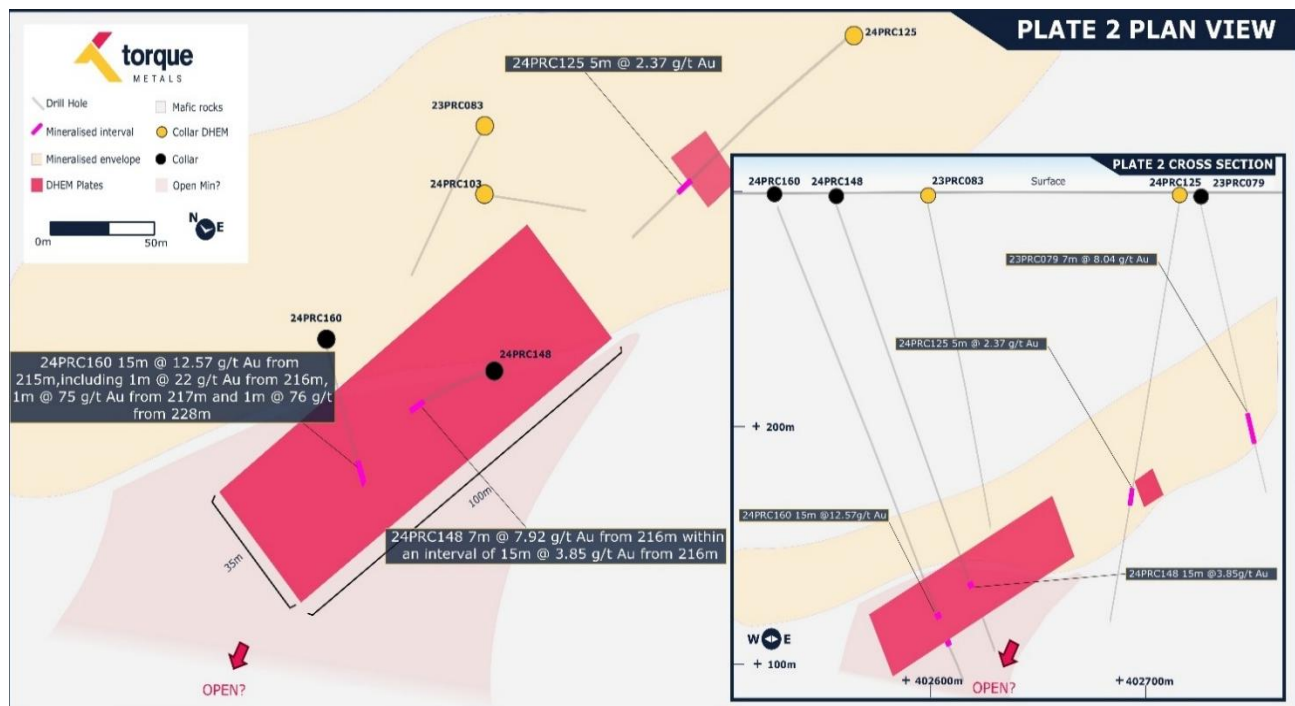 PLATE 2 PLAN VIEW
torque
METALS
Drill Hole
Mafic rocks
Mineralised interval
Collar DHEM
Mineralised envelope
Collar
DHEM Plates
Open Min?
0m
50m
N
E
24PRC125
24PRC125 5m @ 2.37 g/t Au
23PRC083
24PRC103
24PRC160
24PRC160 15m @ 12.57 g/t Au from
215m,including 1m @ 22 g/t Au from 216m,
1m @ 75 g/t Au from 217m and 1m @ 76 g/t
from 228m
24PRC148
100m
35m
24PRC148 7m @ 7.92 g/t Au from 216m within
an interval of 15m @ 3.85 g/t Au from 216m
OPEN?
PLATE 2 CROSS SECTION
24PRC160
24PRC148
23PRC083
Surface
24PRC125
23PRC079
23PRC079 7m @ 8.04 g/t Au
24PRC125 5m @ 2.37 g/t Au
+ 200m
24PRC160 15m @12.57g/t Au
24PRC148 15m @3.85g/t Au
W E
+ 100m
+ 402600m
OPEN?
+ 402700m